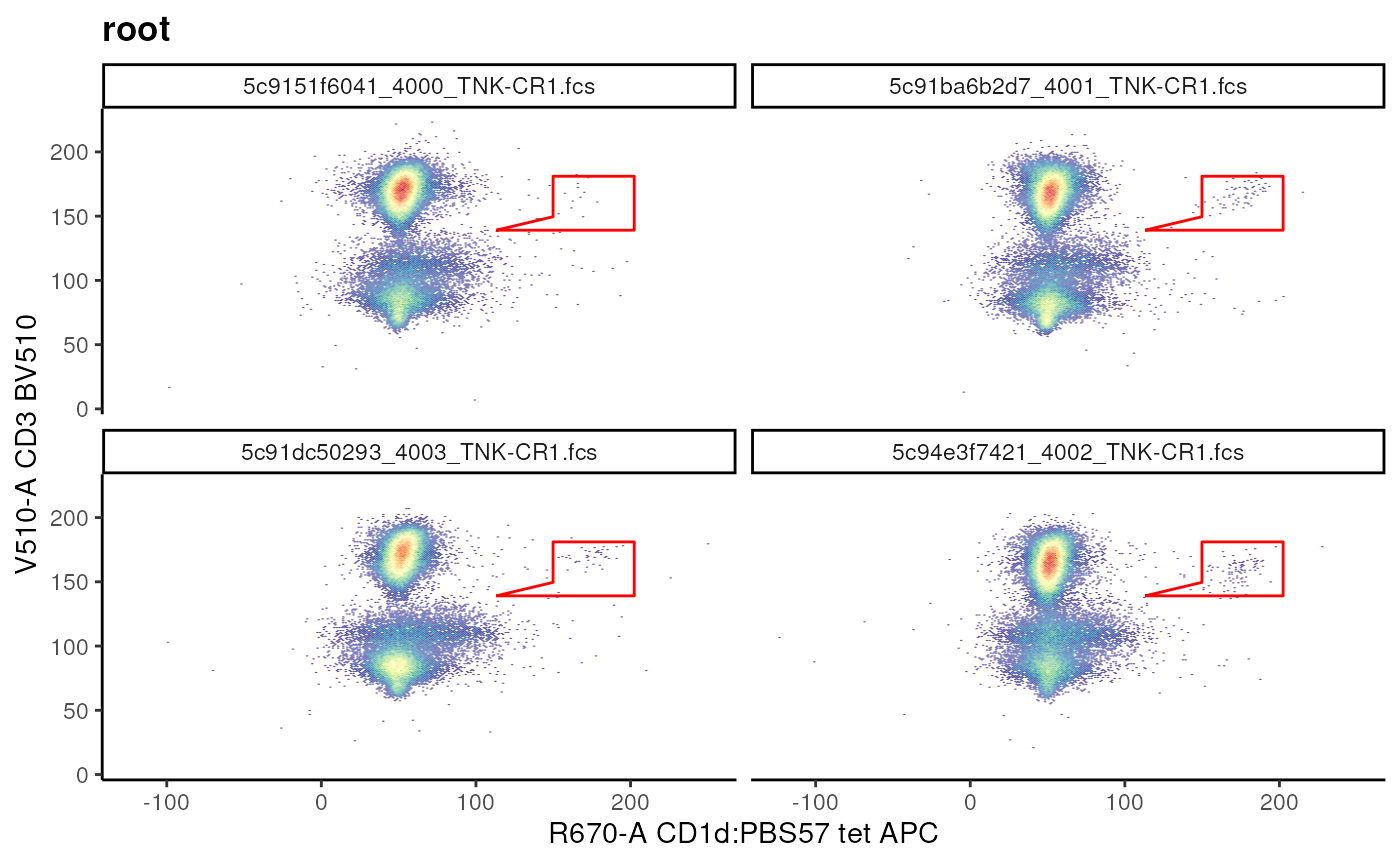 root
5c9151f6041_4000_TNK-CR1.fcs
5c91ba6b2d7_4001_TNK-CR1.fcs
200
150
100
50
0
5c91dc50293_4003_TNK-CR1.fcs
5c94e3f7421_4002_TNK-CR1.fcs
200
150
100
50
0
V510-A CD3 BV510
-100 0 100 200
-100 0 100 200
R670-A CD1d:PBS57 tet APC